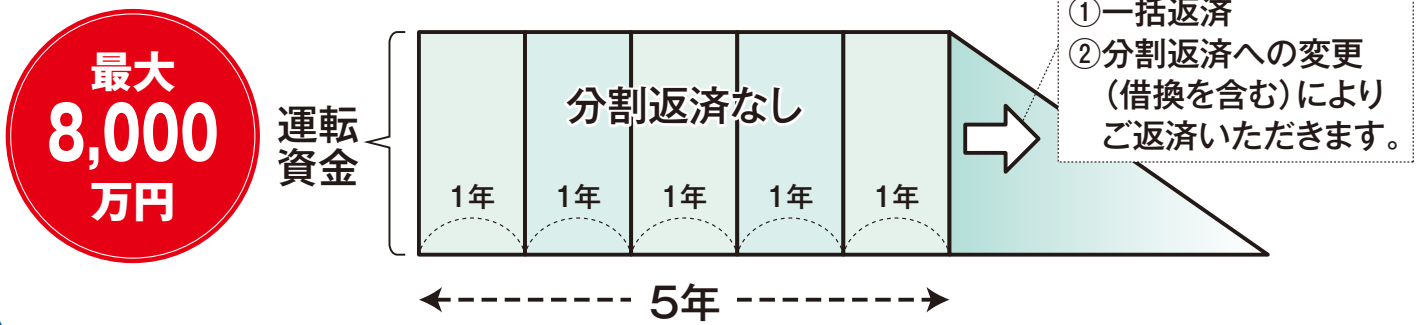 最大
8,000
万円
運転
資金
分割返済なし
1年
1年
1年
1年
1年
5年
①一括返済
②分割返済への変更
（借換を含む）により
ご返済いただきます。